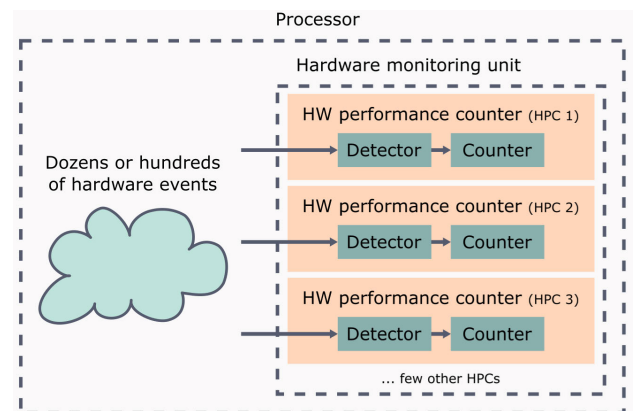 Processor
Hardware monitoring unit
Dozens or hundreds
of hardware events
HW performance counter (HPC 1)
Detector Counter
HW performance counter (HPC 2)
Detector Counter
HW performance counter (HPC 3)
Detector Counter
... few other HPCs